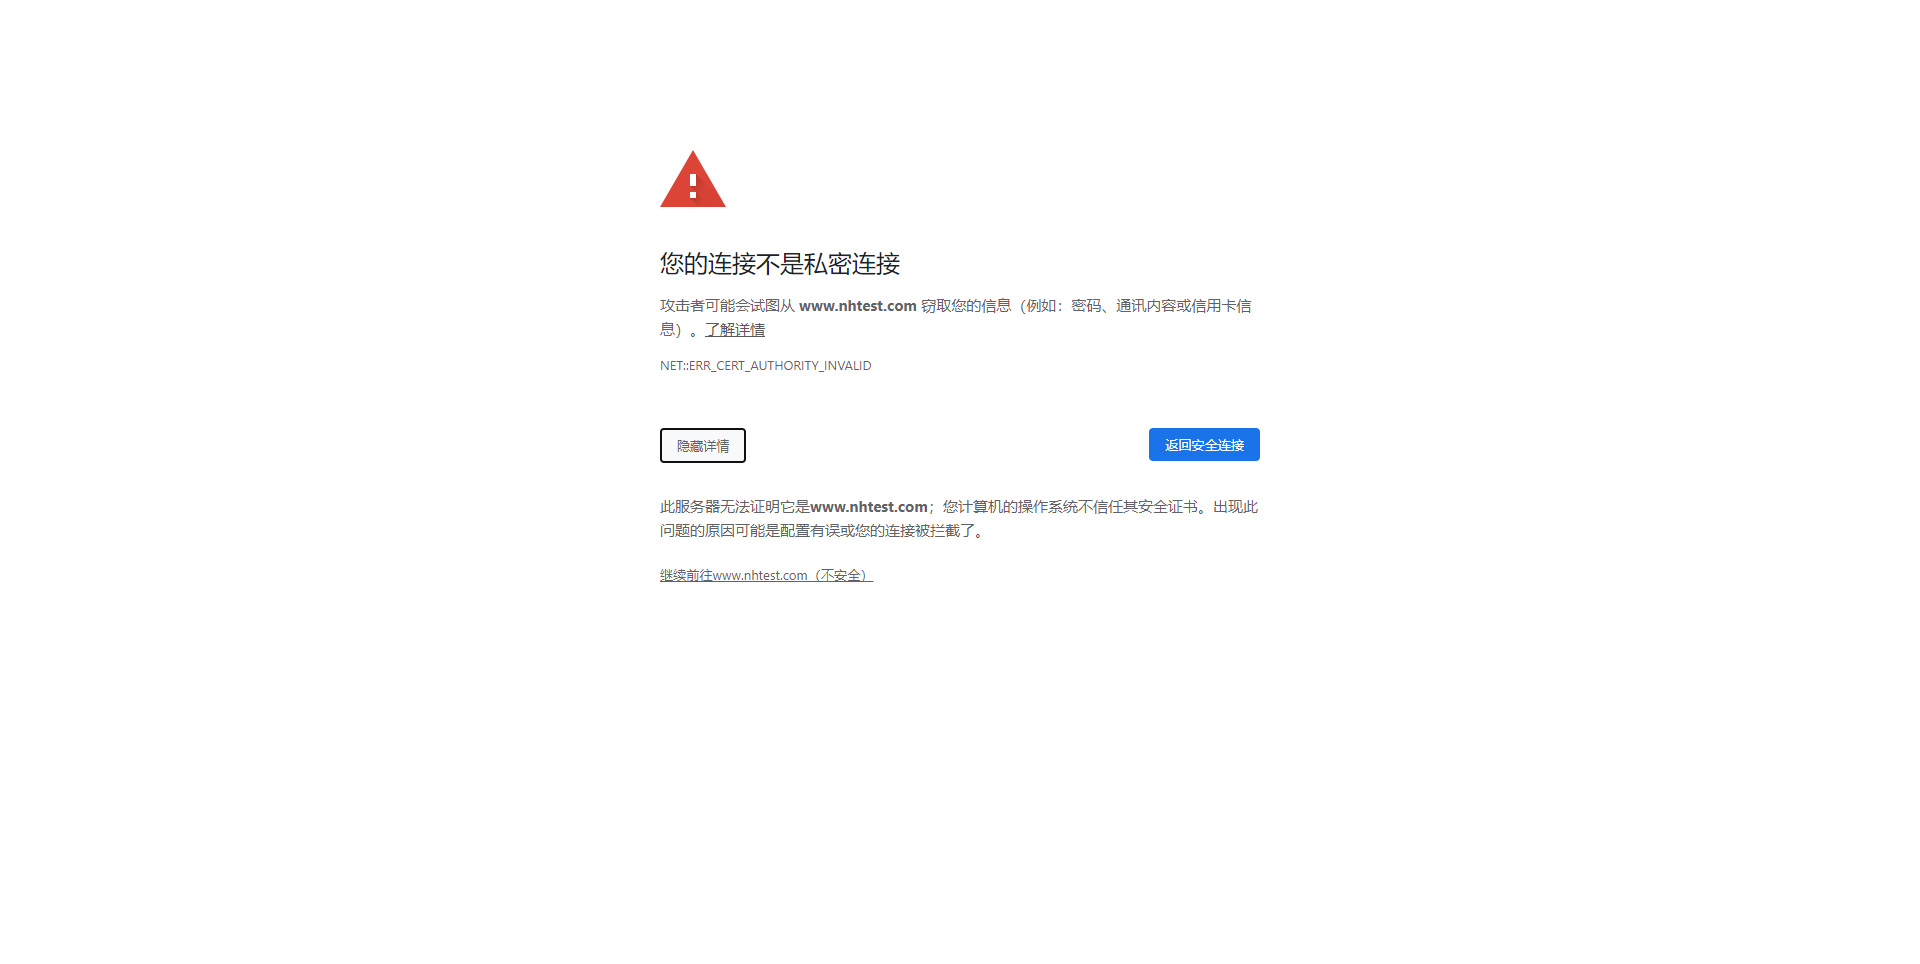 您的连接不是私密连接
攻击者可能会试图从 www.nhtest.com 窃取您的信息（例如：密码、通讯内容或信用卡信
息）。了解详情
NET::ERR_CERT_AUTHORITY_INVALID
隐藏详情
返回安全连接
此服务器无法证明它是www.nhtest.com；您计算机的操作系统不信任其安全证书。出现此
问题的原因可能是配置有误或您的连接被拦截了。
继续前往www.nhtest.com（不安全）